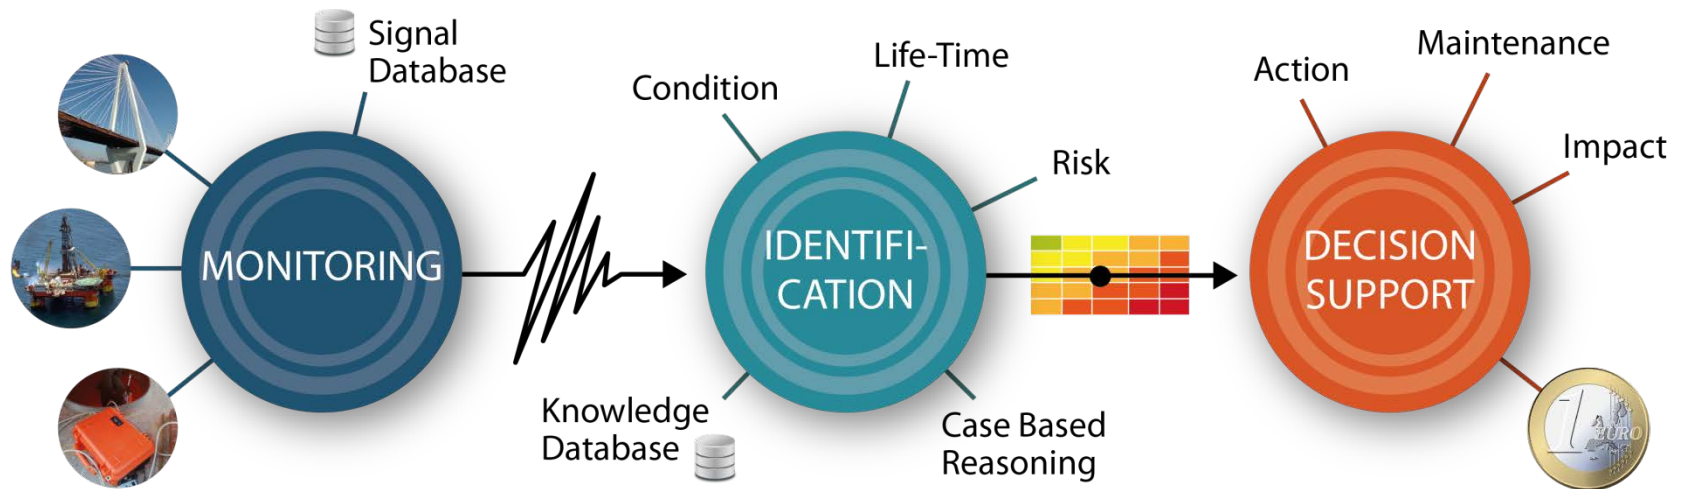 Signal
Database
MONITORING
Condition
Life-Time
Risk
IDENTIFI-
CATION
Knowledge
Database
Case Based
Reasoning
Action
Maintenance
Impact
DECISION
SUPPORT
1
EURO